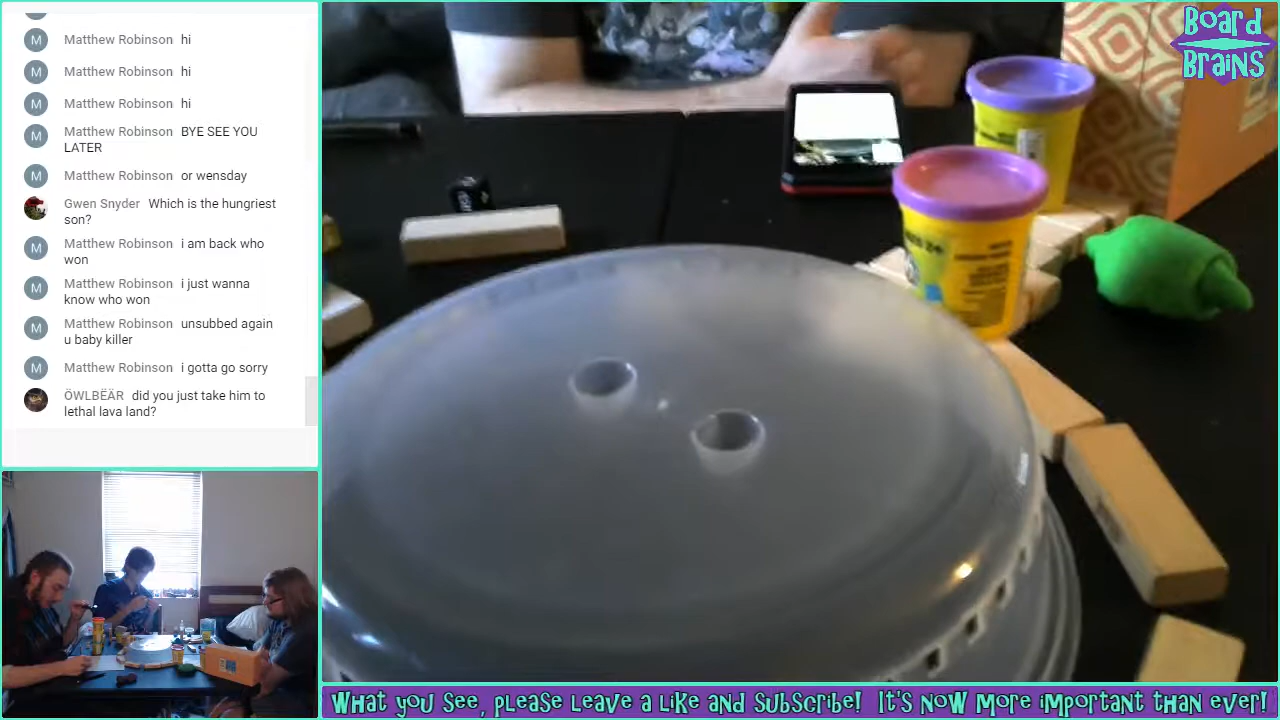 Matthew Robinson hi
Matthew Robinson hi
Matthew Robinson hi
Matthew Robinson BYE SEE YOU
LATER
Matthew Robinson or wensday
Gwen Snyder Which is the hungriest
son?
Matthew Robinson i am back who
won
Matthew Robinson i just wanna
know who won
Matthew Robinson unsubbed again
u baby killer
Matthew Robinson i gotta go sorry
ÖWLBËÄR did you just take him to
lethal lava land?
Board
Brains
What you see, please leave a like and subscribe! It's now more important than ever!